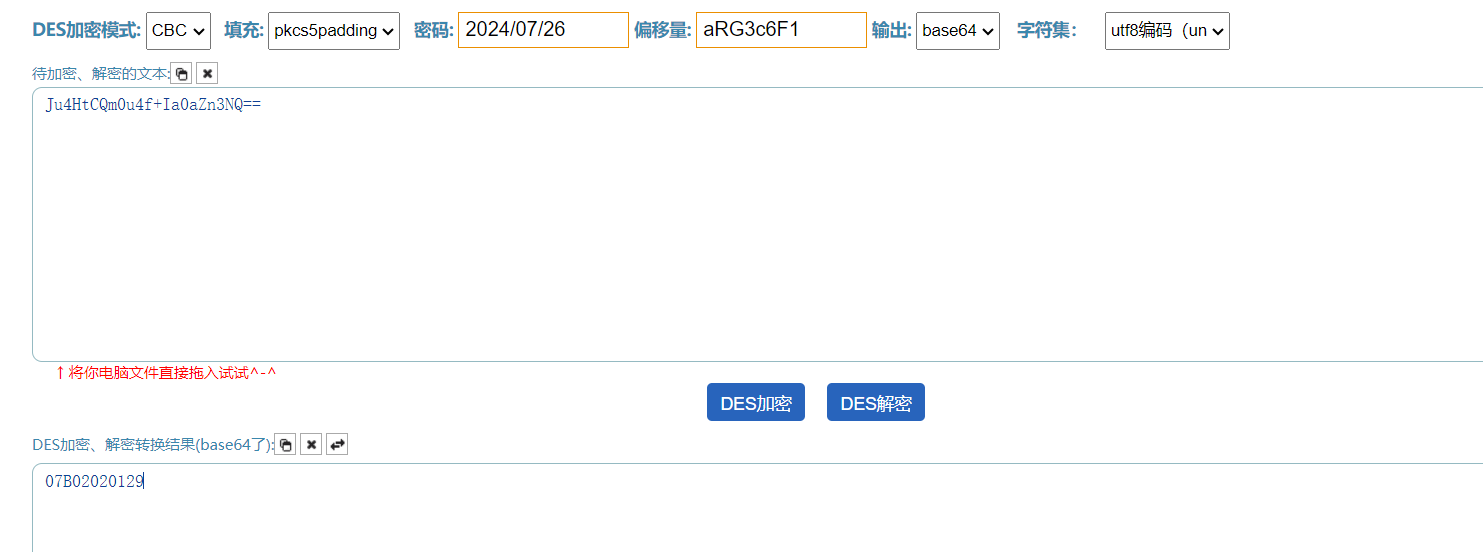 DES加密模式: CBC 填充: pkcs5padding 密码: 2024/07/26 偏移量: aRG3c6F1 输出: base64 字符集： utf8编码（un
待加密、解密的文本:
Ju4HtCQm0u4f+Ia0aZn3NQ==
↑将你电脑文件直接拖入试试^-^
DES加密 DES解密
DES加密、解密转换结果(base64了):
07B02020129